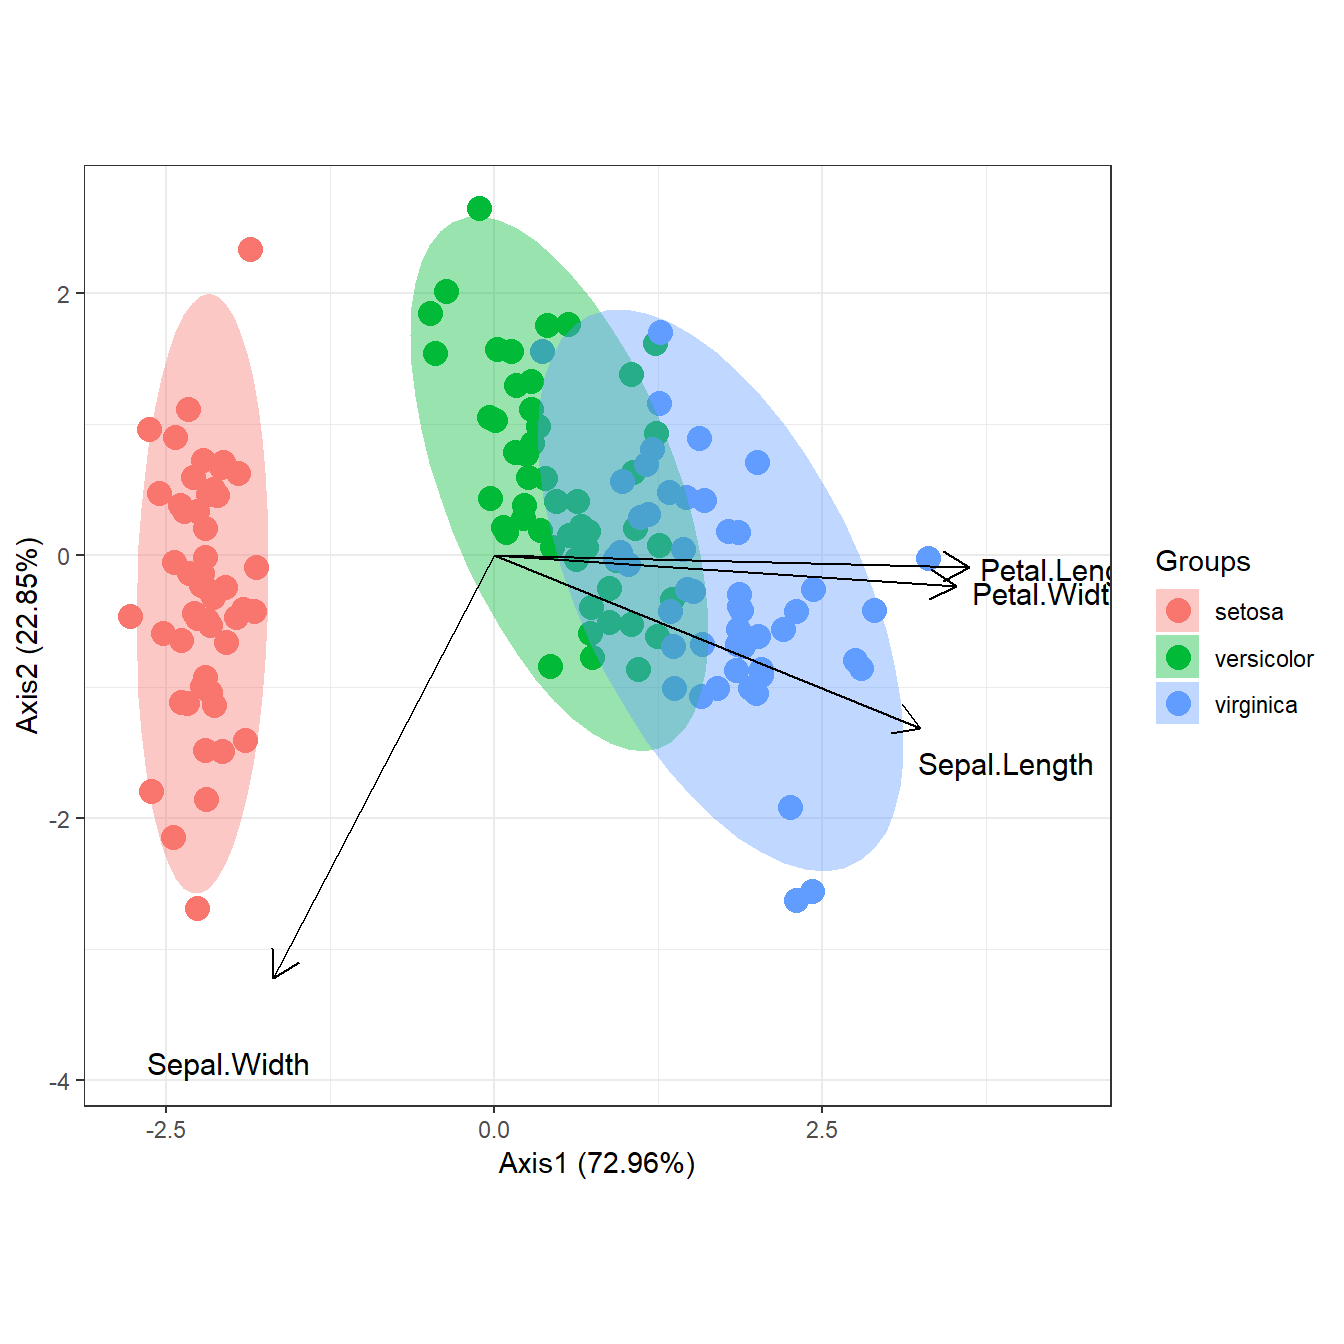 Axis2 (22.85%)
2
0
-2
-4
-2.5
0.0
2.5
Axis1 (72.96%)
Petal.Leng
Petal.Widt
Sepal.Length
Sepal.Width
Groups
setosa
versicolor
virginica